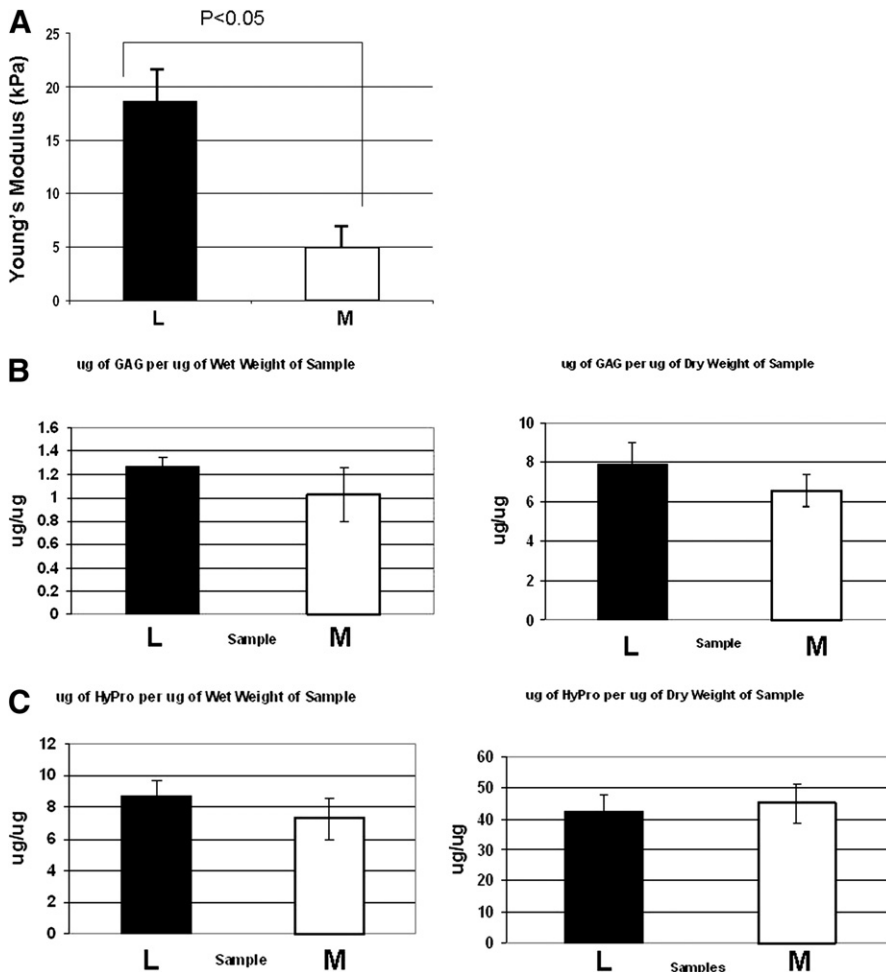 A
P<0.05
Young's Modulus (kPa)
25
20
15
10
5
0
L M
B
ug of GAG per ug of Wet Weight of Sample
ug/ug
1.6
1.4
1.2
1
0.8
0.6
0.4
0.2
0
L Sample M
ug of GAG per ug of Dry Weight of Sample
ug/ug
10
8
6
4
2
0
L Sample M
C
ug of HyPro per ug of Wet Weight of Sample
ug/ug
12
10
8
6
4
2
0
L Sample M
ug of HyPro per ug of Dry Weight of Sample
ug/ug
60
50
40
30
20
10
0
L Samples M